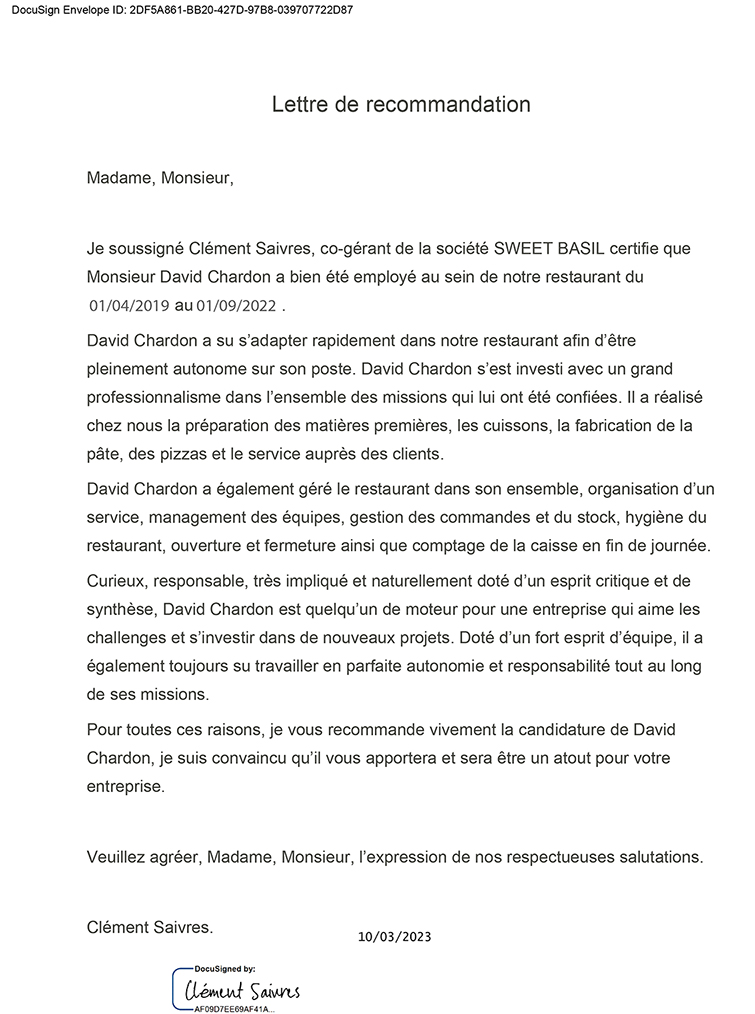 DocuSign Envelope ID: 2DF5A861-BB20-427D-97B8-039707722D87
Lettre de recommandation
Madame, Monsieur,
Je soussigné Clément Saivres, co-gérant de la société SWEET BASIL certifie que
Monsieur David Chardon a bien été employé au sein de notre restaurant du
01/04/2019 au 01/09/2022 .
David Chardon a su s’adapter rapidement dans notre restaurant afin d’être
pleinement autonome sur son poste. David Chardon s’est investi avec un grand
professionnalisme dans l’ensemble des missions qui lui ont été confiées. Il a réalisé
chez nous la préparation des matières premières, les cuissons, la fabrication de la
pâte, des pizzas et le service auprès des clients.
David Chardon a également géré le restaurant dans son ensemble, organisation d’un
service, management des équipes, gestion des commandes et du stock, hygiène du
restaurant, ouverture et fermeture ainsi que comptage de la caisse en fin de journée.
Curieux, responsable, très impliqué et naturellement doté d’un esprit critique et de
synthèse, David Chardon est quelqu’un de moteur pour une entreprise qui aime les
challenges et s’investir dans de nouveaux projets. Doté d’un fort esprit d’équipe, il a
également toujours su travailler en parfaite autonomie et responsabilité tout au long
de ses missions.
Pour toutes ces raisons, je vous recommande vivement la candidature de David
Chardon, je suis convaincu qu’il vous apportera et sera être un atout pour votre
entreprise.
Veuillez agréer, Madame, Monsieur, l’expression de nos respectueuses salutations.
Clément Saivres.
10/03/2023
DocuSigned by:
Clément Saivres
AF09D7EE69AF41A...